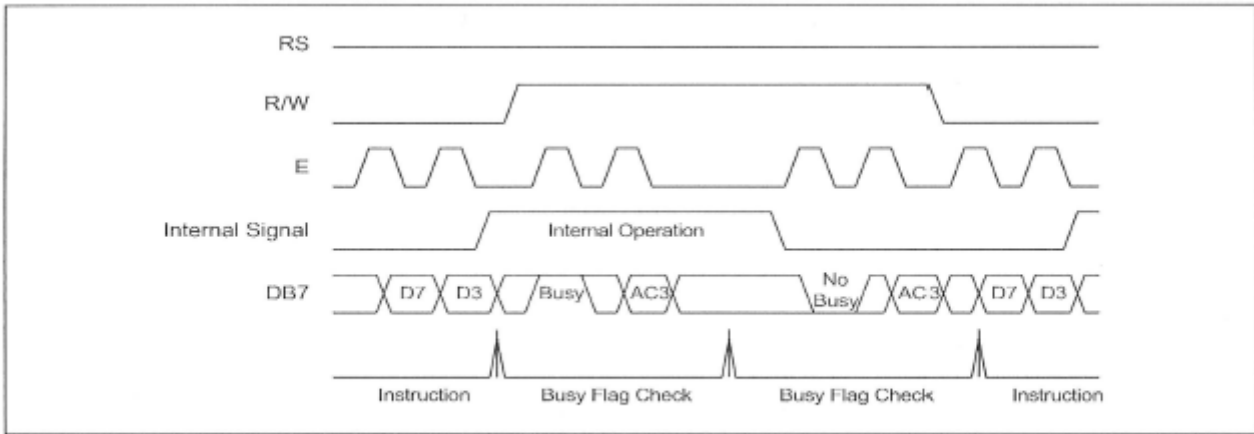 RS
R/W
E
Internal Signal
Internal Operation
DB7
D7 D3 Busy AC3 No Busy AC3 D7 D3
Instruction Busy Flag Check Busy Flag Check Instruction